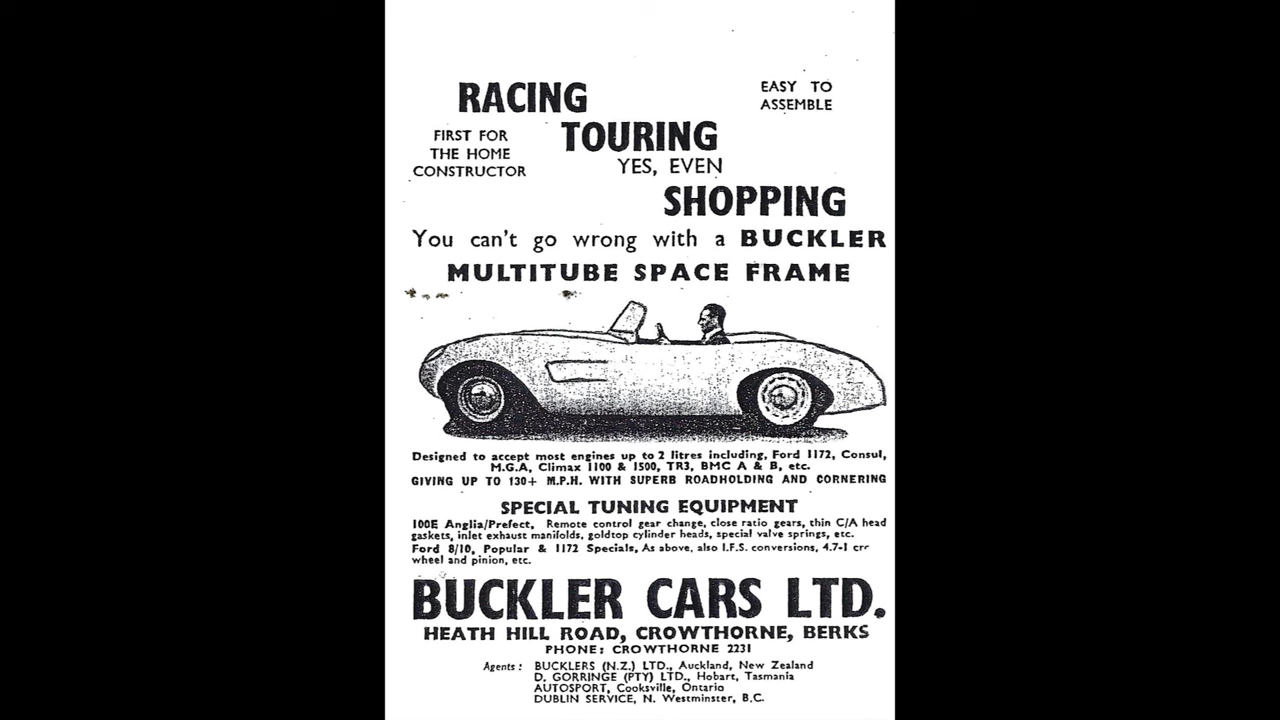 RACING
EASY TO
ASSEMBLE
FIRST FOR
THE HOME
CONSTRUCTOR
TOURING
YES, EVEN
SHOPPING
You can't go wrong with a BUCKLER
MULTITUBE SPACE FRAME
Designed to accept most engines up to 2 litres including, Ford 1172, Consul,
M.G.A, Climax 1100 & 1500, TR3, BMC A & B, etc.
GIVING UP TO 130+ M.P.H. WITH SUPERB ROADHOLDING AND CORNERING
SPECIAL TUNING EQUIPMENT
100E Anglia/Prefect, Remote control gear change, close ratio gears, thin C/A head
gaskets, inlet exhaust manifolds, goldtop cylinder heads, special valve springs, etc.
Ford 8/10, Popular & 1172 Specials, As above, also I.F.S. conversions, 4.7-1
wheel and pinion, etc.
BUCKLER CARS LTD.
HEATH HILL ROAD, CROWTHORNE, BERKS
PHONE: CROWTHORNE 2231
Agents: BUCKLERS (N.Z.) LTD., Auckland, New Zealand
D. GORRINGE (PTY) LTD., Hobart, Tasmania
AUTOSPORT, Cooksville, Ontario
DUBLIN SERVICE, N. Westminster, B.C.